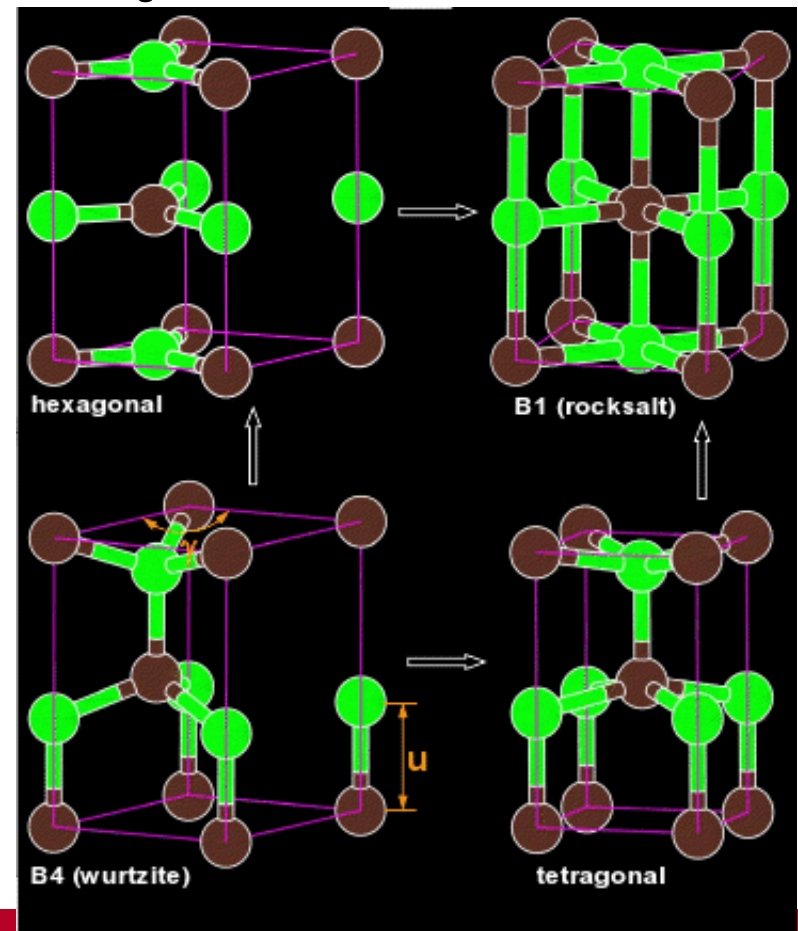 hexagonal
B1 (rocksalt)
γ
u
B4 (wurtzite)
tetragonal